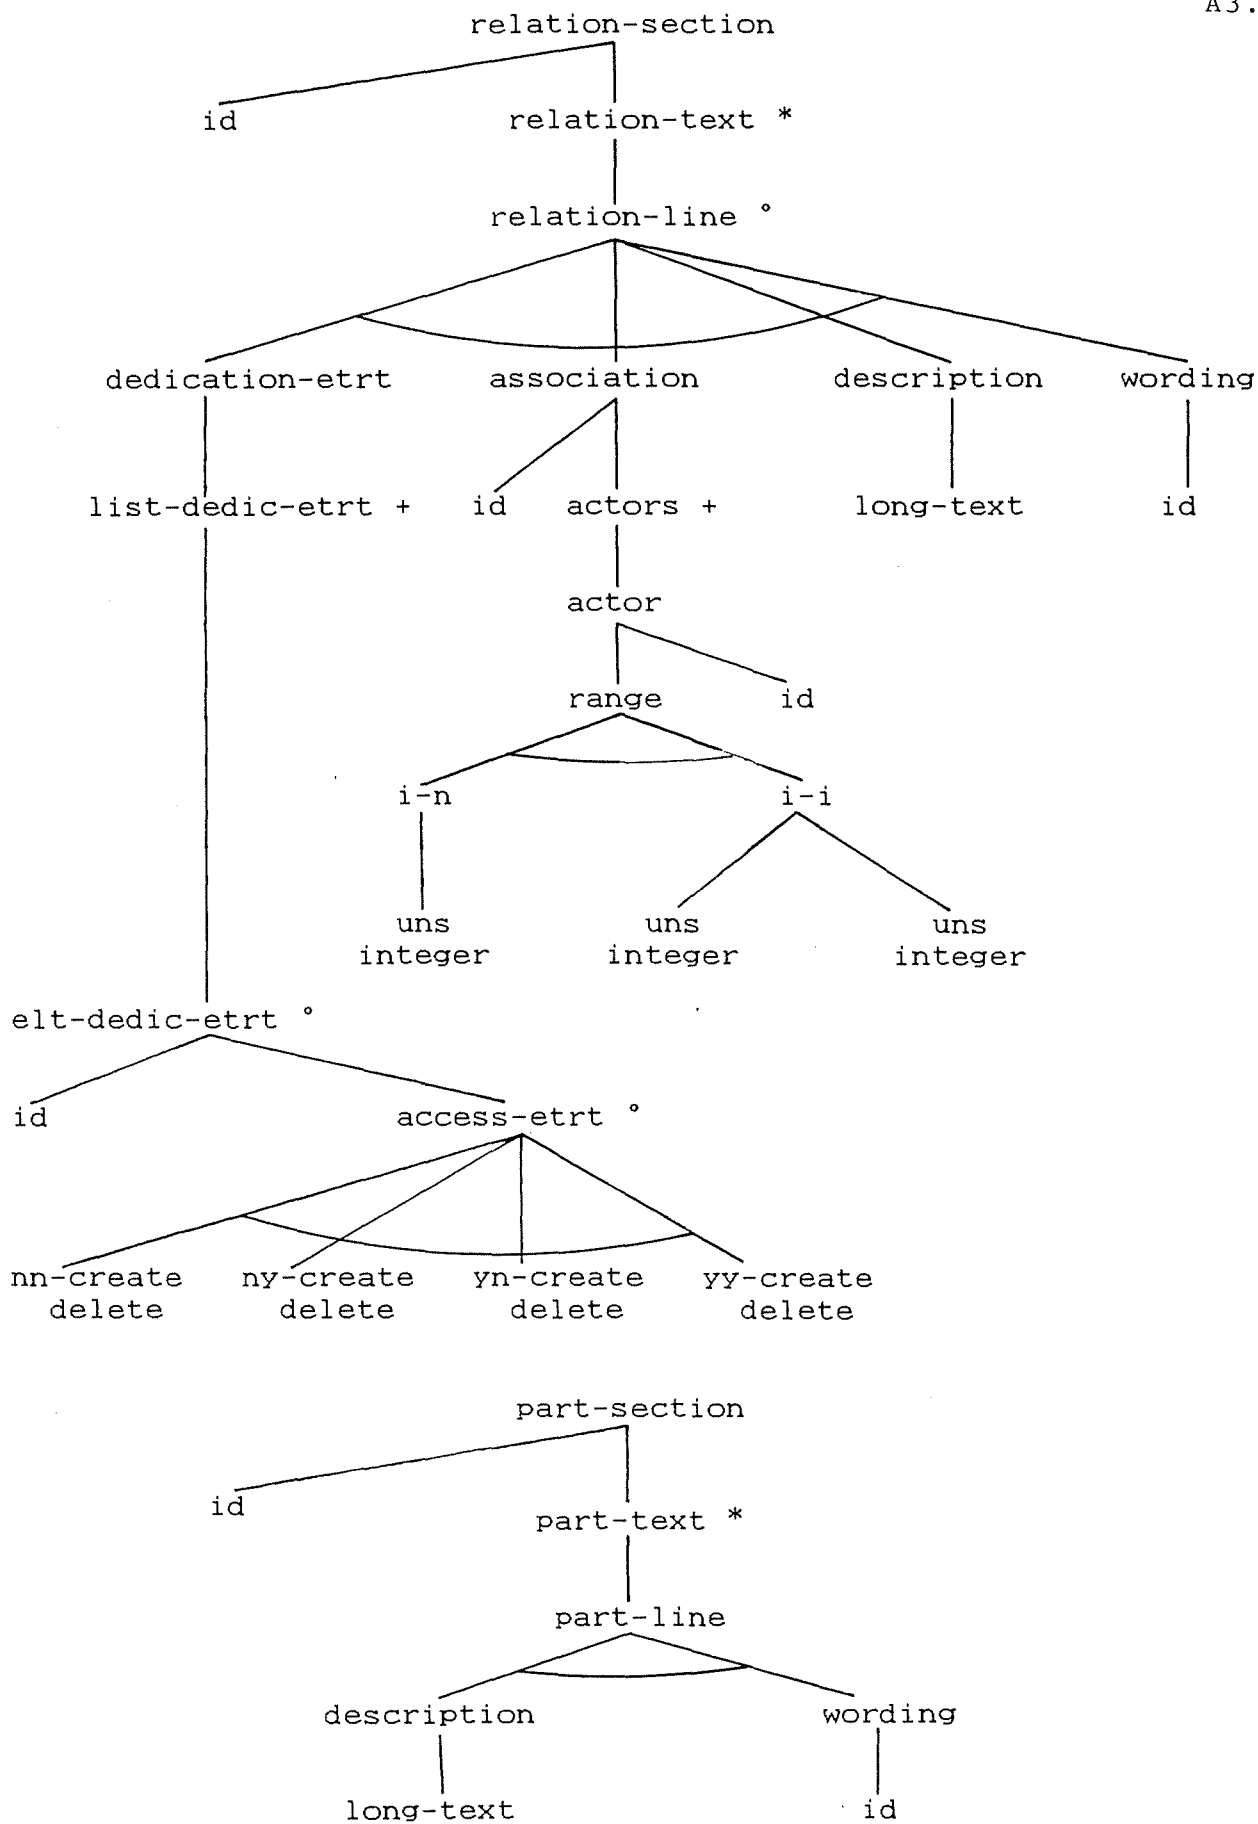 A3.
relation-section
id
relation-text *
relation-line °
dedication-etrt association description wording
list-dedic-etrt + id actors + long-text id
actor
range id
i-n i-i
uns uns uns
integer integer integer
elt-dedic-etrt °
id access-etrt °
nn-create ny-create yn-create yy-create
delete delete delete delete
part-section
id
part-text *
part-line
description wording
long-text id